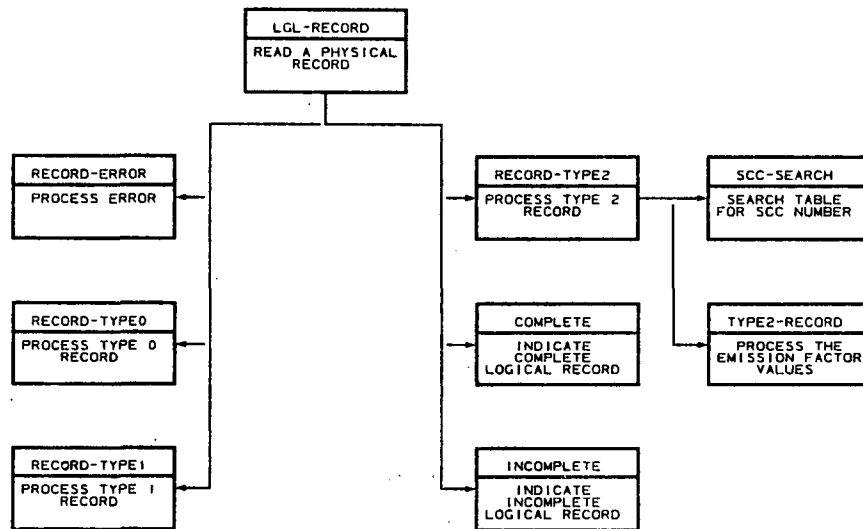 LGL-RECORD
READ A PHYSICAL
RECORD
RECORD-ERROR
PROCESS ERROR
RECORD-TYPE2
PROCESS TYPE 2
RECORD
SCC-SEARCH
SEARCH TABLE
FOR SCC NUMBER
RECORD-TYPE0
PROCESS TYPE 0
RECORD
COMPLETE
INDICATE
COMPLETE
LOGICAL RECORD
TYPE2-RECORD
PROCESS THE
EMISSION FACTOR
VALUES
RECORD-TYPE1
PROCESS TYPE 1
RECORD
INCOMPLETE
INDICATE
INCOMPLETE
LOGICAL RECORD